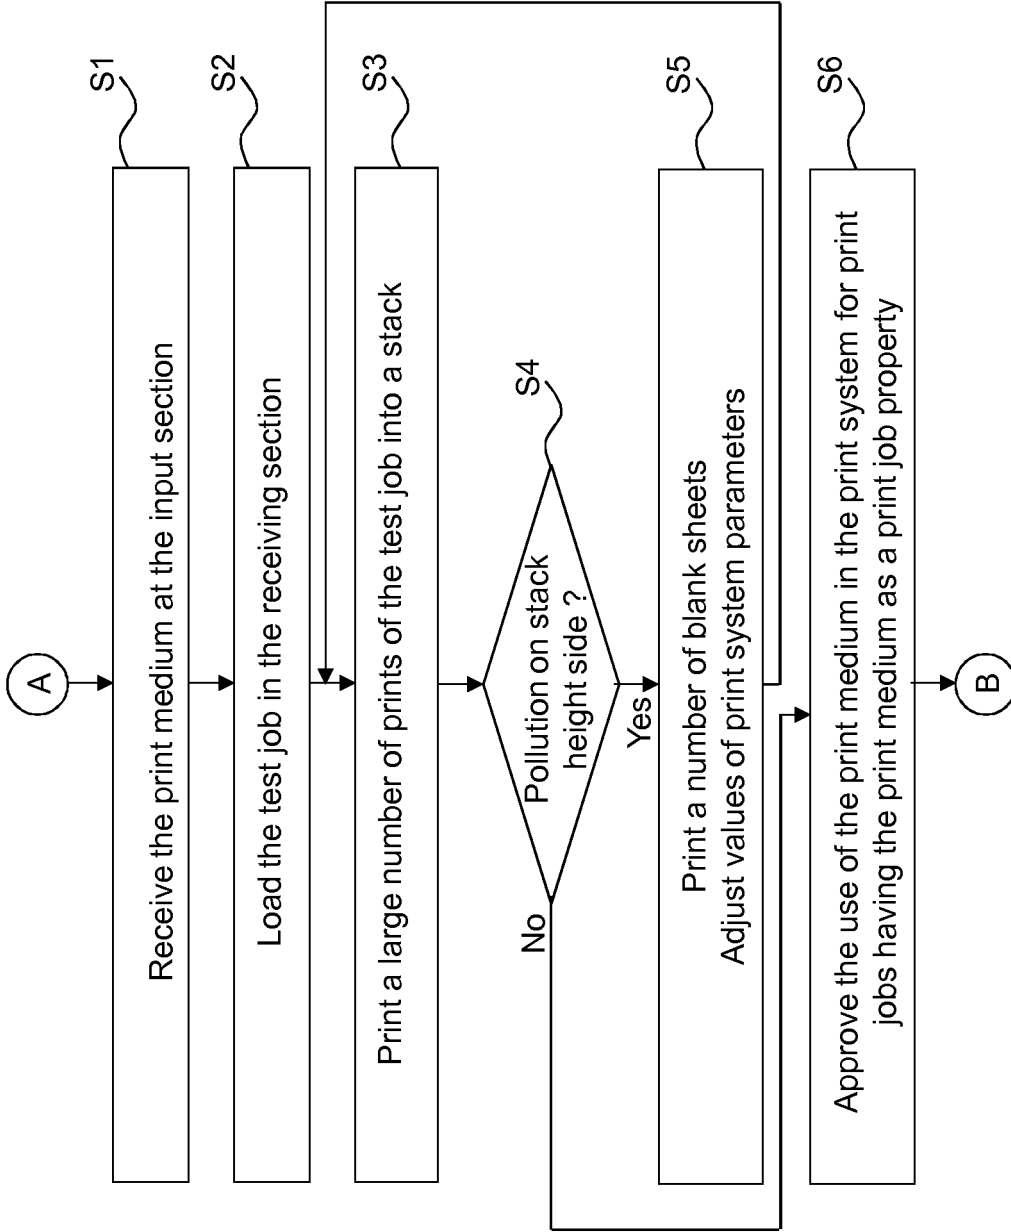 A
S1
Receive the print medium at the input section
S2
Load the test job in the receiving section
S3
Print a large number of prints of the test job into a stack
S4
Pollution on stack
height side ?
No
Yes
S5
Print a number of blank sheets
Adjust values of print system parameters
S6
Approve the use of the print medium in the print system for print
jobs having the print medium as a print job property
B